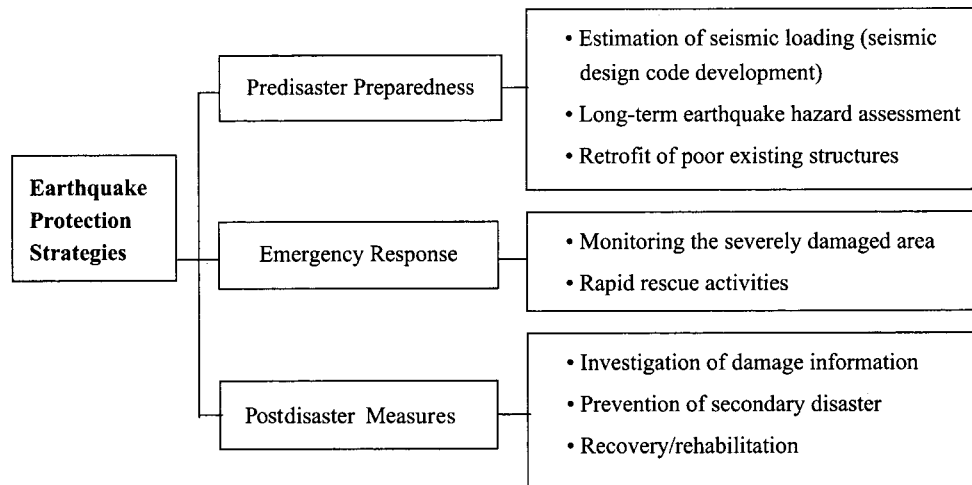 Earthquake
Protection
Strategies
Predisaster Preparedness
• Estimation of seismic loading (seismic
design code development)
• Long-term earthquake hazard assessment
• Retrofit of poor existing structures
Emergency Response
• Monitoring the severely damaged area
• Rapid rescue activities
Postdisaster Measures
• Investigation of damage information
• Prevention of secondary disaster
• Recovery/rehabilitation